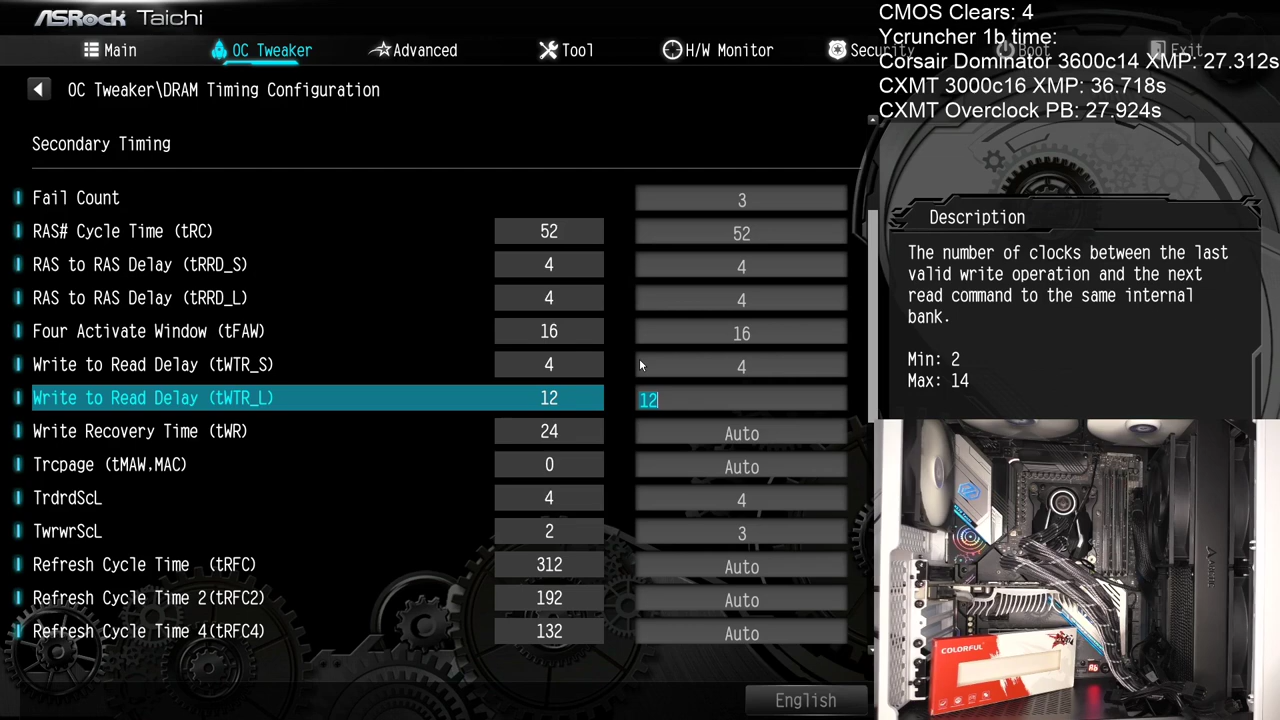 ASRock Taichi
Main OC Tweaker Advanced Tool H/W Monitor Security Boot Exit
CMOS Clears: 4
Ycruncher 1b time:
Corsair Dominator 3600c14 XMP: 27.312s
CXMT 3000c16 XMP: 36.718s
CXMT Overclock PB: 27.924s
OC Tweaker\DRAM Timing Configuration
Secondary Timing
Fail Count 3
RAS# Cycle Time (tRC) 52 52
RAS to RAS Delay (tRRD_S) 4 4
RAS to RAS Delay (tRRD_L) 4 4
Four Activate Window (tFAW) 16 16
Write to Read Delay (tWTR_S) 4 4
Write to Read Delay (tWTR_L) 12 12
Write Recovery Time (tWR) 24 Auto
Trcpage (tMAW,MAC) 0 Auto
TrdrdScL 4 4
TwrwrScL 2 3
Refresh Cycle Time (tRFC) 312 Auto
Refresh Cycle Time 2(tRFC2) 192 Auto
Refresh Cycle Time 4(tRFC4) 132 Auto
Description
The number of clocks between the last
valid write operation and the next
read command to the same internal
bank.
Min: 2
Max: 14
COLORFUL
English